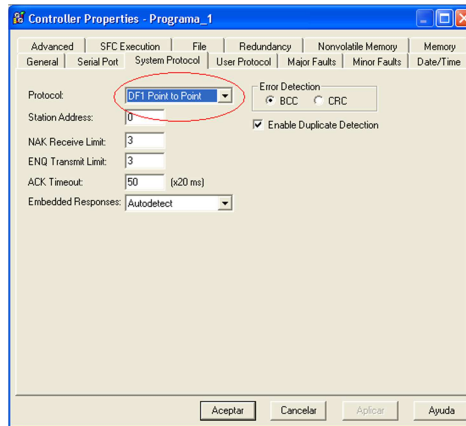 Controller Properties - Programa_1
Advanced SFC Execution File Redundancy Nonvolatile Memory Memory
General Serial Port System Protocol User Protocol Major Faults Minor Faults Date/Time
Protocol: DF1 Point to Point
Error Detection
BCC CRC
Station Address: 0
Enable Duplicate Detection
NAK Receive Limit: 3
ENQ Transmit Limit: 3
ACK Timeout: 50 (x20 ms)
Embedded Responses: Autodetect
Aceptar Cancelar Aplicar Ayuda